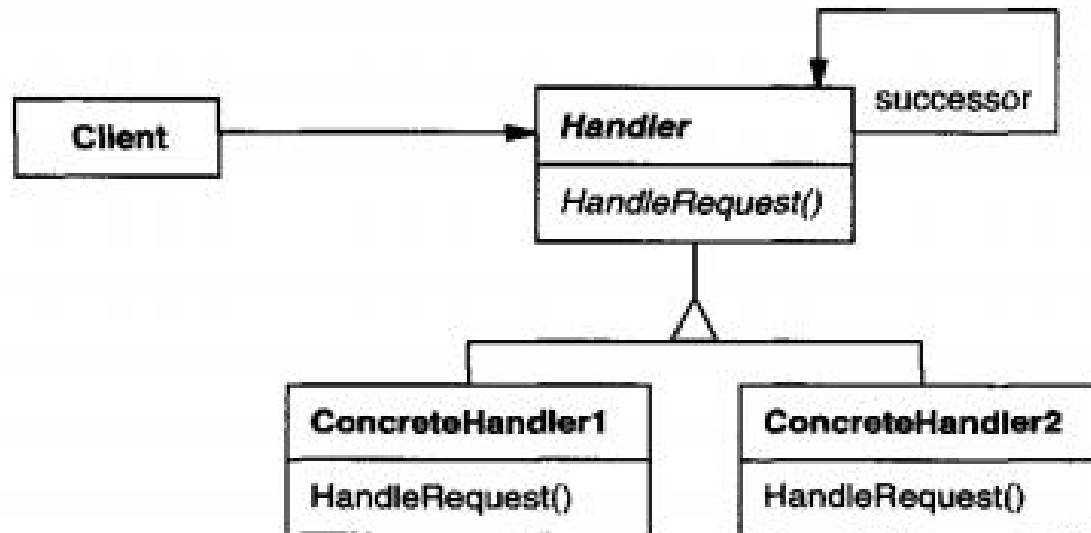 successor
Client
Handler
HandleRequest()
ConcreteHandler1
ConcreteHandler2
HandleRequest()
HandleRequest()